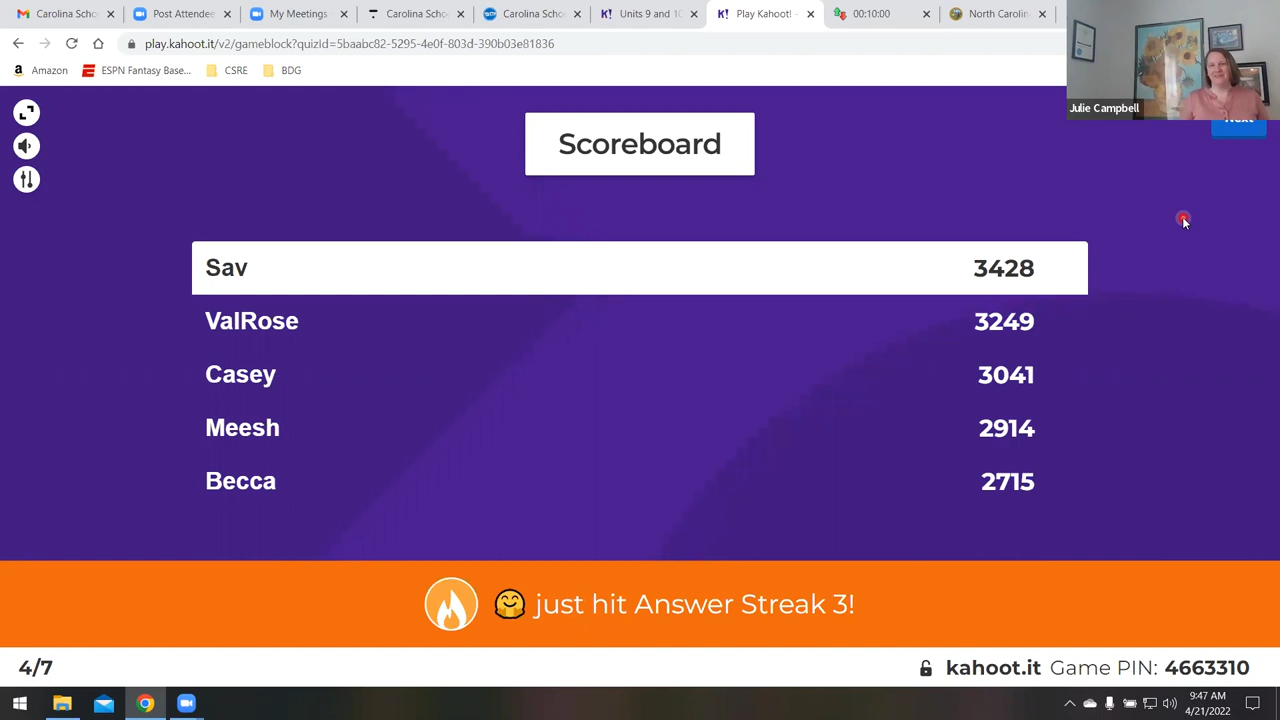 Carolina Scho
Post Attendee
My Meetings
Carolina Scho
Carolina Scho
Units 9 and 10
Play Kahoot! -
00:10:00
North Carolin
play.kahoot.it/v2/gameblock?quizId=5baabc82-5295-4e0f-803d-390b03e81836
Amazon
ESPN Fantasy Base...
CSRE
BDG
Julie Campbell
Next
Scoreboard
Sav 3428
ValRose 3249
Casey 3041
Meesh 2914
Becca 2715
just hit Answer Streak 3!
4/7
kahoot.it Game PIN: 4663310
9:47 AM
4/21/2022